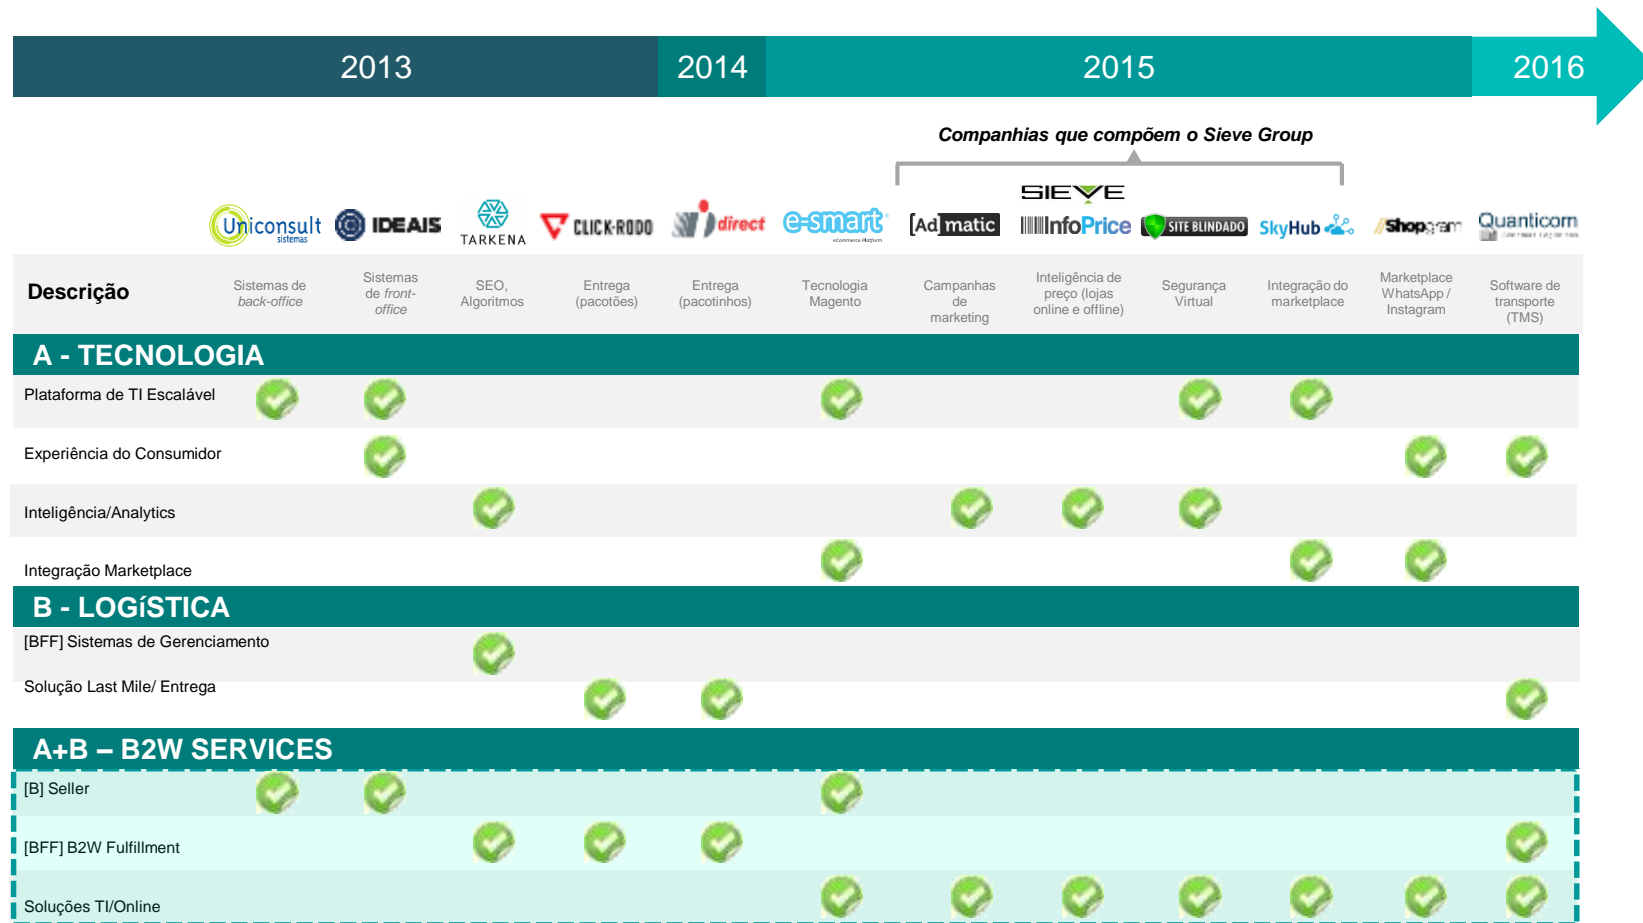 2013
2014
2015
2016
Companhias que compõem o Sieve Group
Uniconsult
sistemas
IDEAIS
TARKENA
CLICK-RODO
direct
e-smart
eCommerce Platform
[Ad]matic
SIEVE
InfoPrice
SITE BLINDADO
SkyHub
Shopgram
Quanticom
Descrição
Sistemas de
back-office
Sistemas
de front-
office
SEO,
Algoritmos
Entrega
(pacotões)
Entrega
(pacotinhos)
Tecnologia
Magento
Campanhas
de
marketing
Inteligência de
preço (lojas
online e offline)
Segurança
Virtual
Integração do
marketplace
Marketplace
WhatsApp /
Instagram
Software de
transporte
(TMS)
A - TECNOLOGIA
Plataforma de TI Escalável
Experiência do Consumidor
Inteligência/Analytics
Integração Marketplace
B - LOGíSTICA
[BFF] Sistemas de Gerenciamento
Solução Last Mile/ Entrega
A+B – B2W SERVICES
[B] Seller
[BFF] B2W Fulfillment
Soluções TI/Online